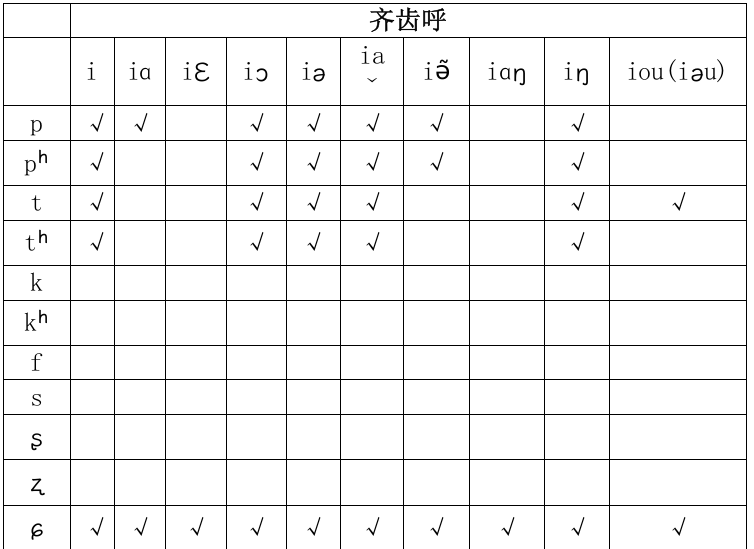 齐齿呼
i iɑ iƐ iɔ iə ia̬ iə̃ iɑŋ iŋ iou(iəu)
p √ √ √ √ √ √ √
pʰ √ √ √ √ √ √
t √ √ √ √ √ √
tʰ √ √ √ √ √
k
kʰ
f
s
ʂ
ʐ
ɕ √ √ √ √ √ √ √ √ √ √